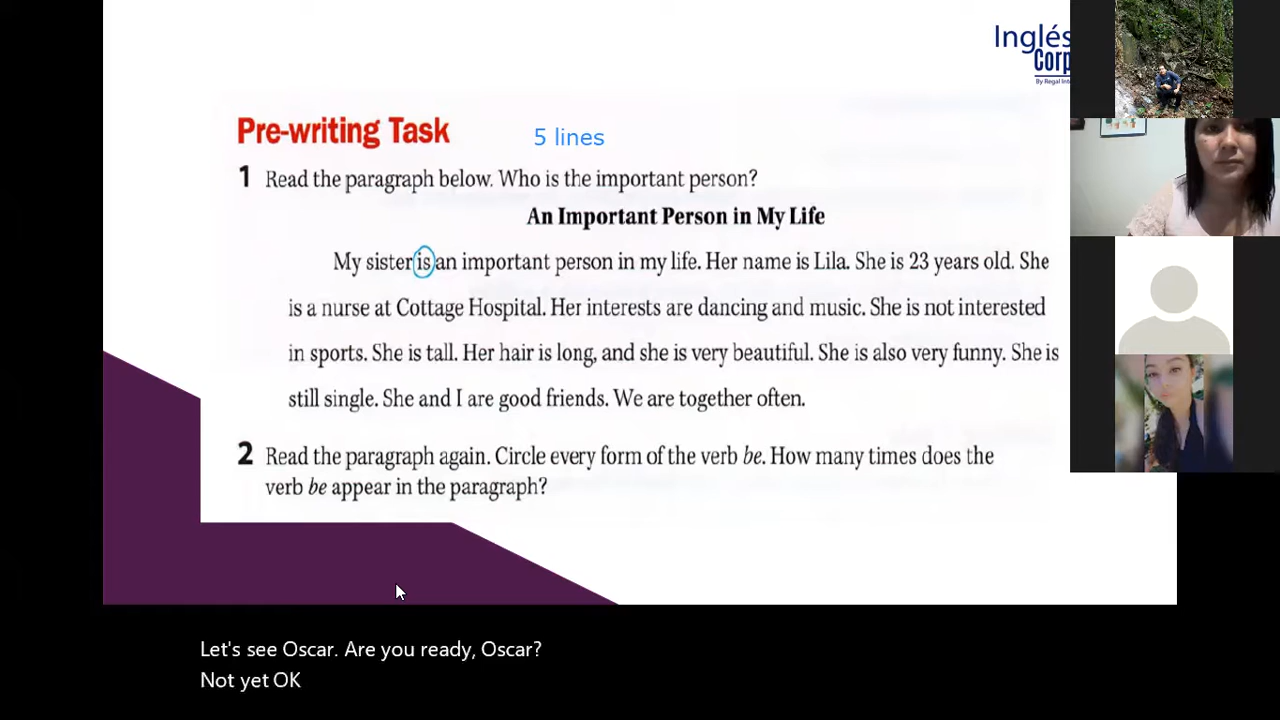 Inglés
Corp
By Regal Int
Pre-writing Task
5 lines
1 Read the paragraph below. Who is the important person?
An Important Person in My Life
My sister is an important person in my life. Her name is Lila. She is 23 years old. She
is a nurse at Cottage Hospital. Her interests are dancing and music. She is not interested
in sports. She is tall. Her hair is long, and she is very beautiful. She is also very funny. She is
still single. She and I are good friends. We are together often.
2 Read the paragraph again. Circle every form of the verb be. How many times does the
verb be appear in the paragraph?
Let's see Oscar. Are you ready, Oscar?
Not yet OK